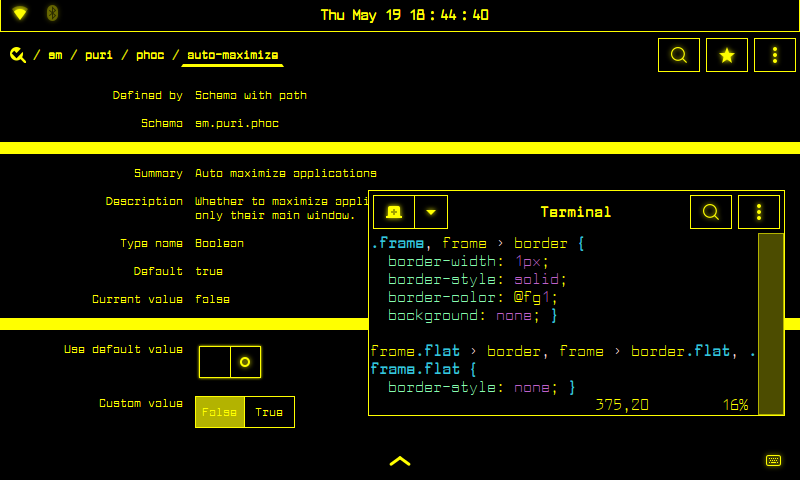 Thu May 19 18:44:40
/ sm / puri / phoc / auto-maximize
Defined by Schema with path
Schema sm.puri.phoc
Summary Auto maximize applications
Description Whether to maximize appli
only their main window.
Type name Boolean
Default true
Current value false
Use default value
Custom value False True
Terminal
.frame, frame > border {
border-width: 1px;
border-style: solid;
border-color: @fg1;
background: none; }
frame.flat > border, frame > border.flat, .
frame.flat {
border-style: none; }
375,20 16%